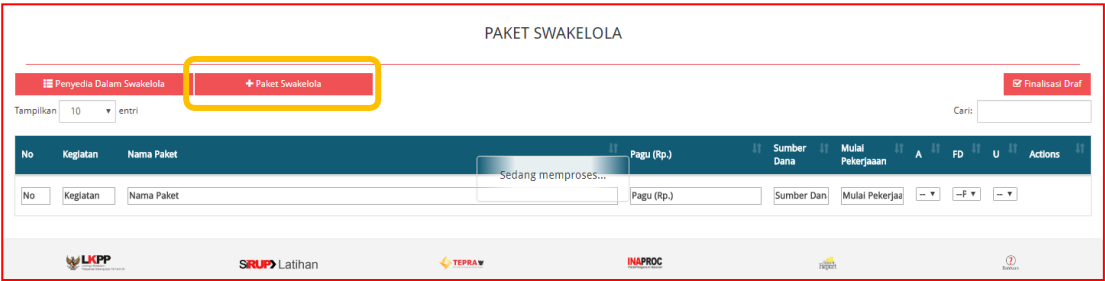 PAKET SWAKELOLA
Penyedia Dalam Swakelola
+ Paket Swakelola
Finalisasi Draf
Tampilkan 10 entri
Cari:
No Kegiatan Nama Paket Pagu (Rp.) Sumber Dana Mulai Pekerjaaan A FD U Actions
Sedang memproses...
No Kegiatan Nama Paket Pagu (Rp.) Sumber Dan Mulai Pekerjaa -- --F --
LKPP SiRUP Latihan TEPRA INAPROC Report